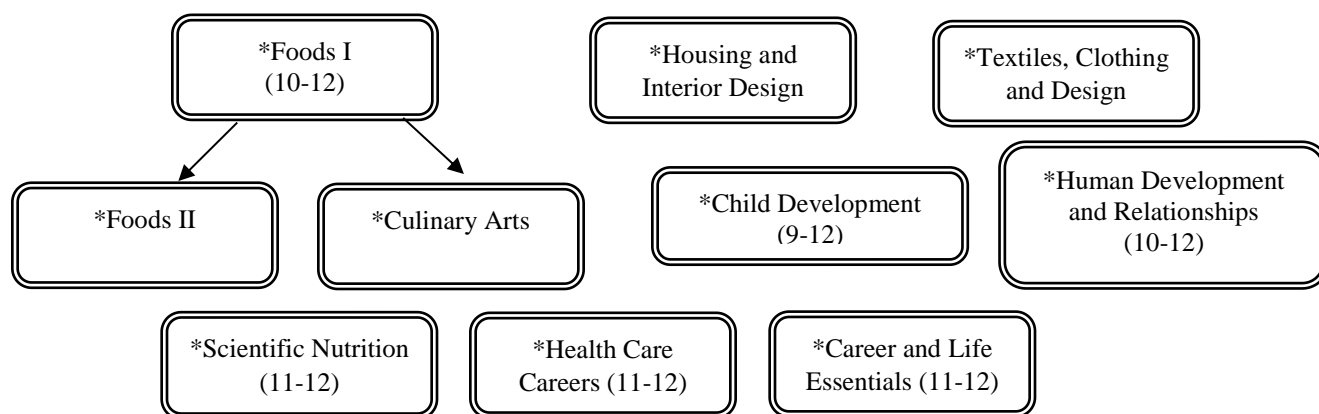 *Foods I
(10-12)
*Housing and
Interior Design
*Textiles, Clothing
and Design
*Foods II
*Culinary Arts
*Child Development
(9-12)
*Human Development
and Relationships
(10-12)
*Scientific Nutrition
(11-12)
*Health Care
Careers (11-12)
*Career and Life
Essentials (11-12)